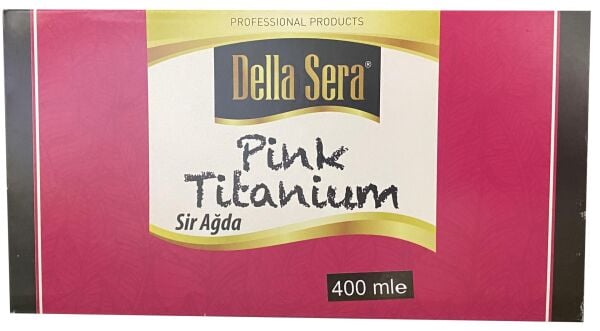 PROFESSIONAL PRODUCTS
Della Sera®
Pink
Titanium
Sir Ağda
400 mle